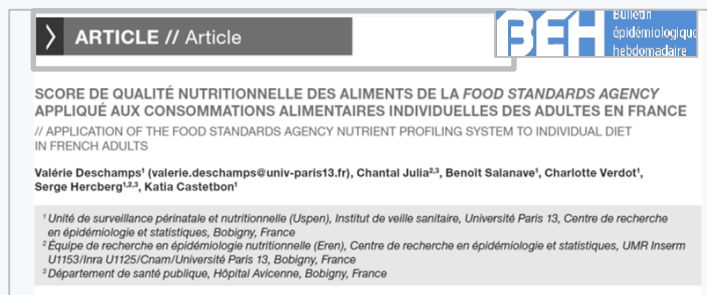 ARTICLE // Article
BEH
Bulletin
épidémiologique
hebdomadaire
SCORE DE QUALITÉ NUTRITIONNELLE DES ALIMENTS DE LA FOOD STANDARDS AGENCY
APPLIQUÉ AUX CONSOMMATIONS ALIMENTAIRES INDIVIDUELLES DES ADULTES EN FRANCE
// APPLICATION OF THE FOOD STANDARDS AGENCY NUTRIENT PROFILING SYSTEM TO INDIVIDUAL DIET
IN FRENCH ADULTS
Valérie Deschamps¹ (valerie.deschamps@univ-paris13.fr), Chantal Julia²,³, Benoît Salanave¹, Charlotte Verdot¹,
Serge Hercberg¹,²,³, Katia Castetbon¹
¹ Unité de surveillance périnatale et nutritionnelle (Uspen), Institut de veille sanitaire, Université Paris 13, Centre de recherche
en épidémiologie et statistiques, Bobigny, France
² Équipe de recherche en épidémiologie nutritionnelle (Eren), Centre de recherche en épidémiologie et statistiques, UMR Inserm
U1153/Inra U1125/Cnam/Université Paris 13, Bobigny, France
³ Département de santé publique, Hôpital Avicenne, Bobigny, France